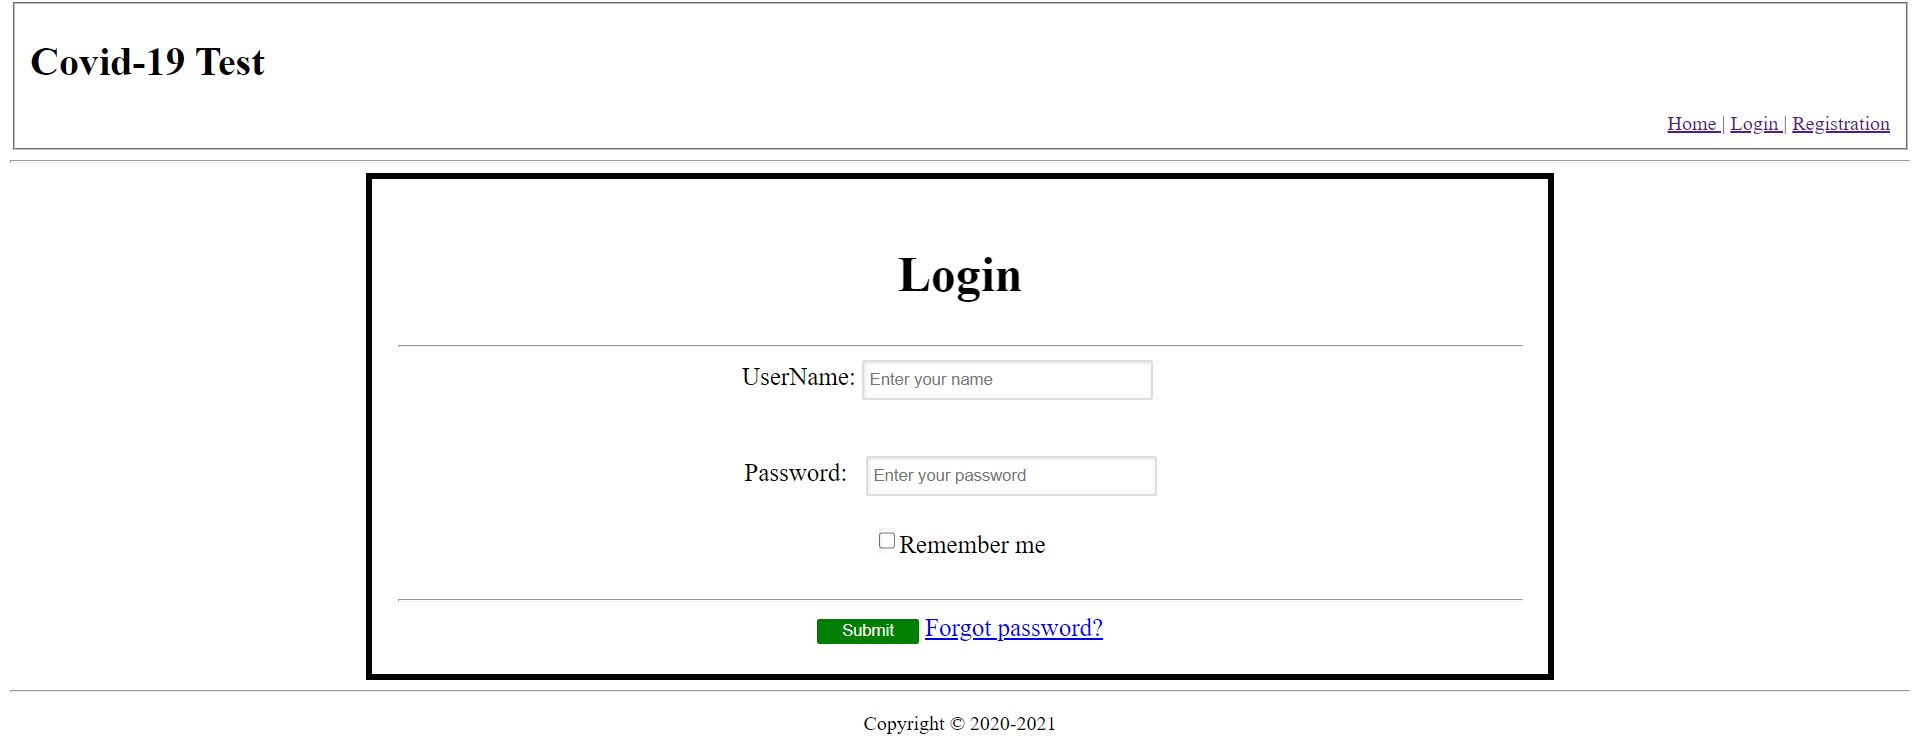 Covid-19 Test
Home | Login | Registration
Login
UserName: Enter your name
Password: Enter your password
Remember me
Submit Forgot password?
Copyright © 2020-2021